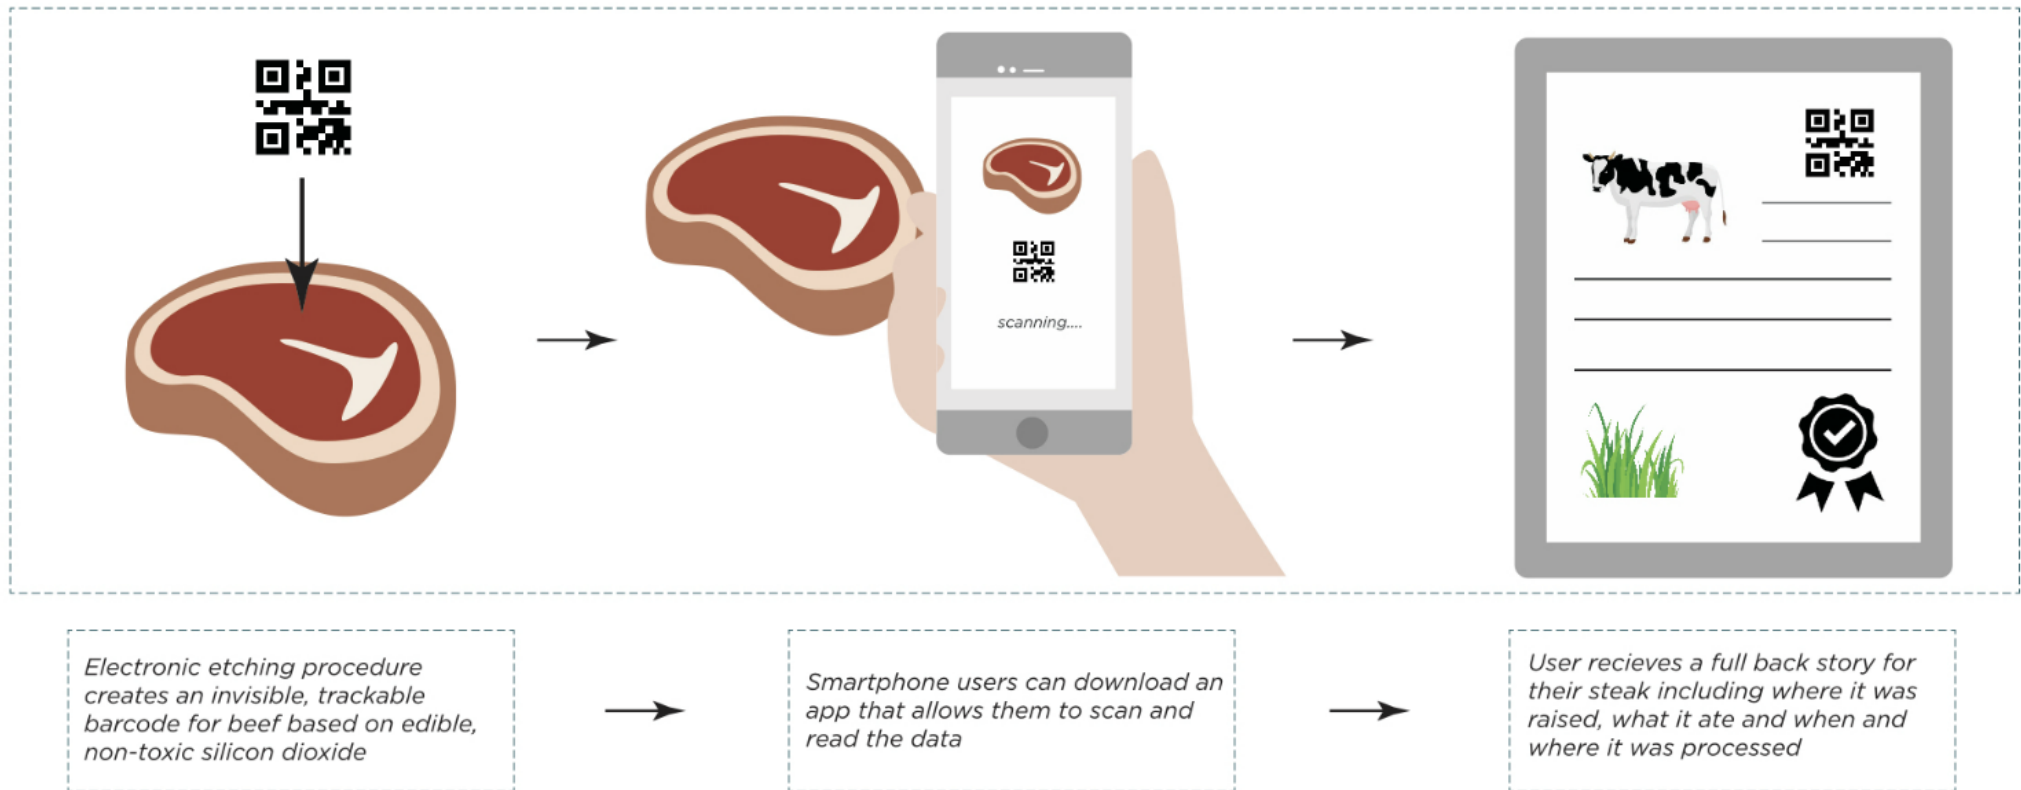 scanning....
Electronic etching procedure
creates an invisible, trackable
barcode for beef based on edible,
non-toxic silicon dioxide
Smartphone users can download an
app that allows them to scan and
read the data
User recieves a full back story for
their steak including where it was
raised, what it ate and when and
where it was processed